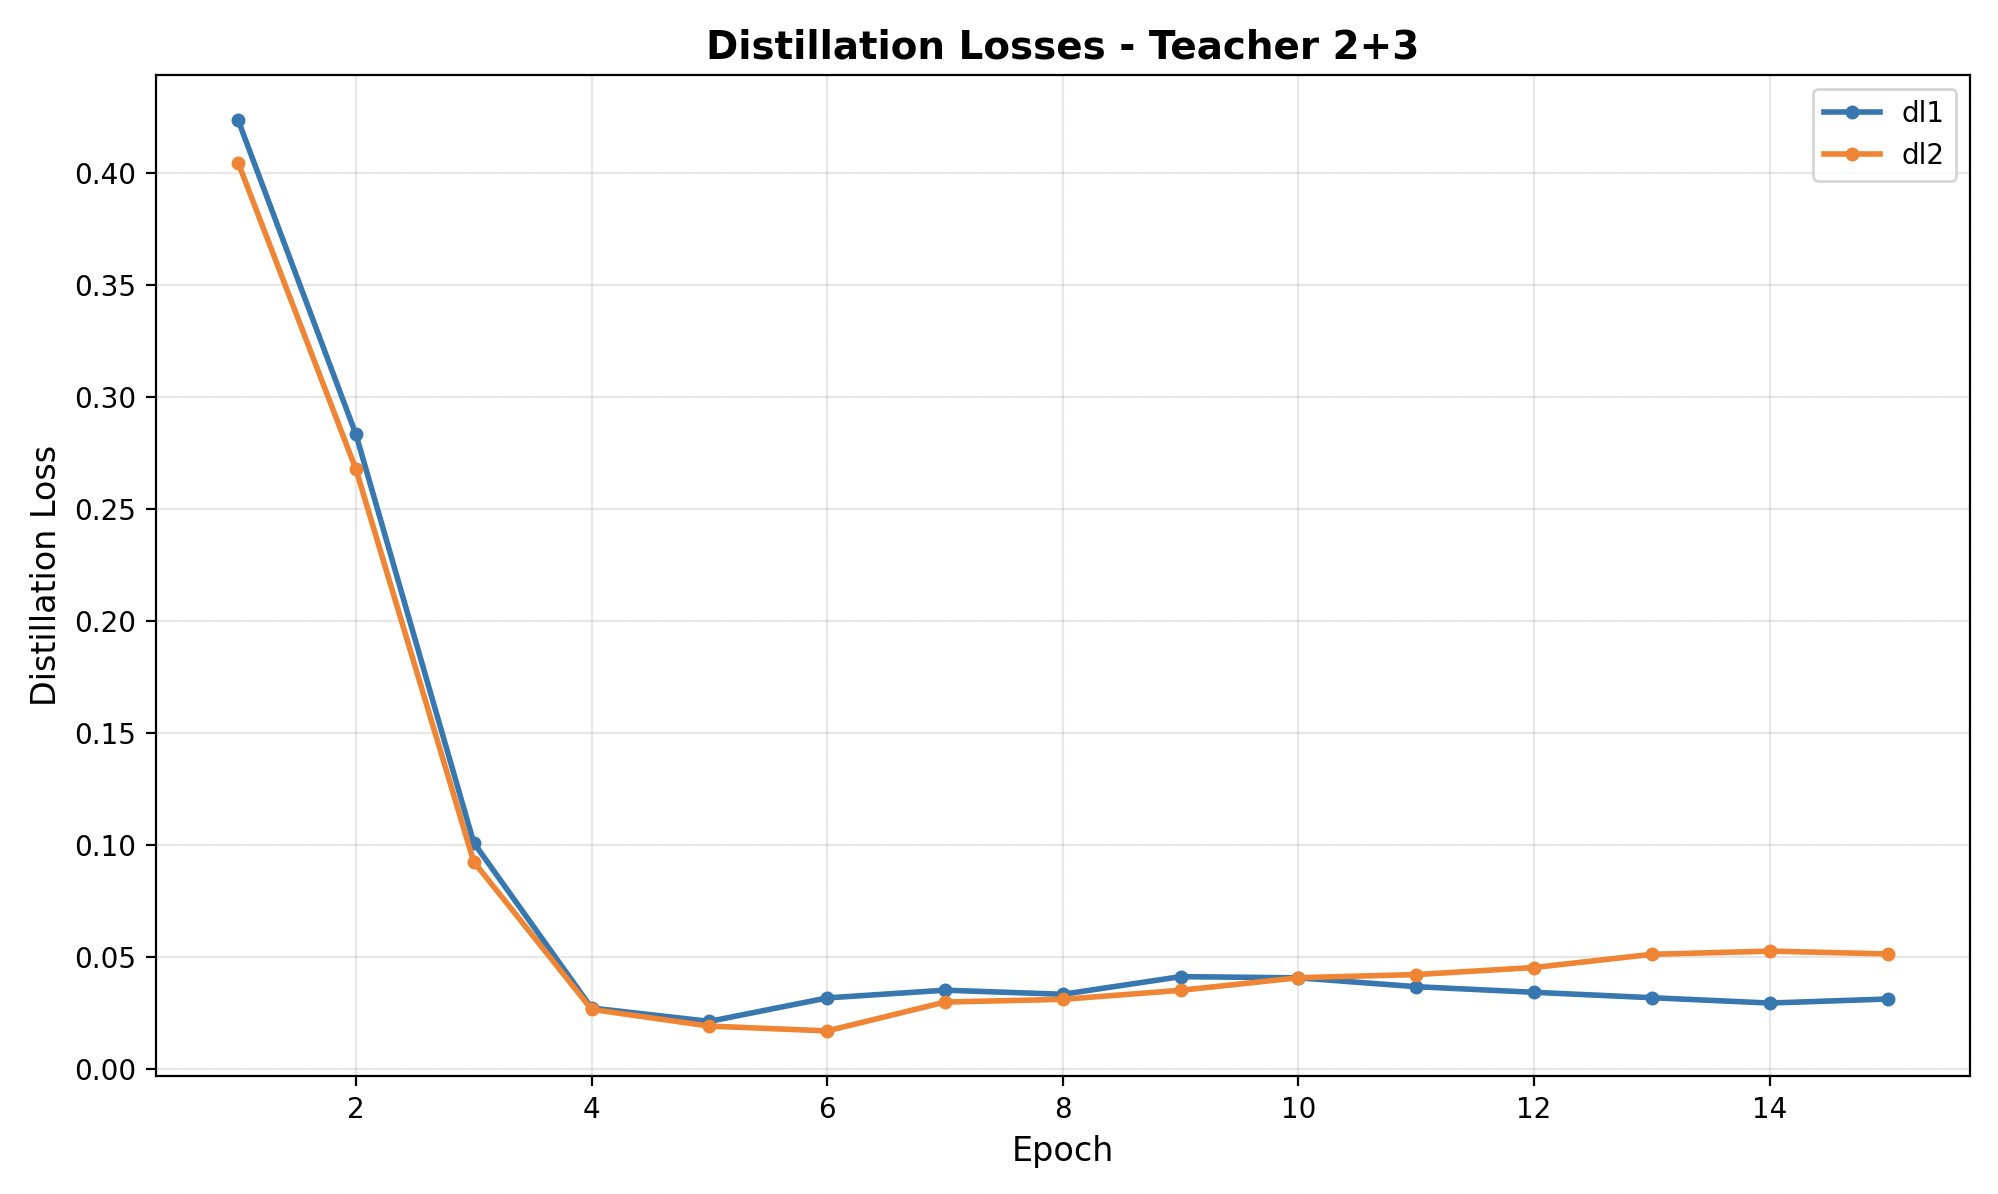 Distillation Losses - Teacher 2+3
dl1
dl2
0.40
0.35
0.30
0.25
0.20
0.15
0.10
0.05
0.00
Distillation Loss
2 4 6 8 10 12 14
Epoch